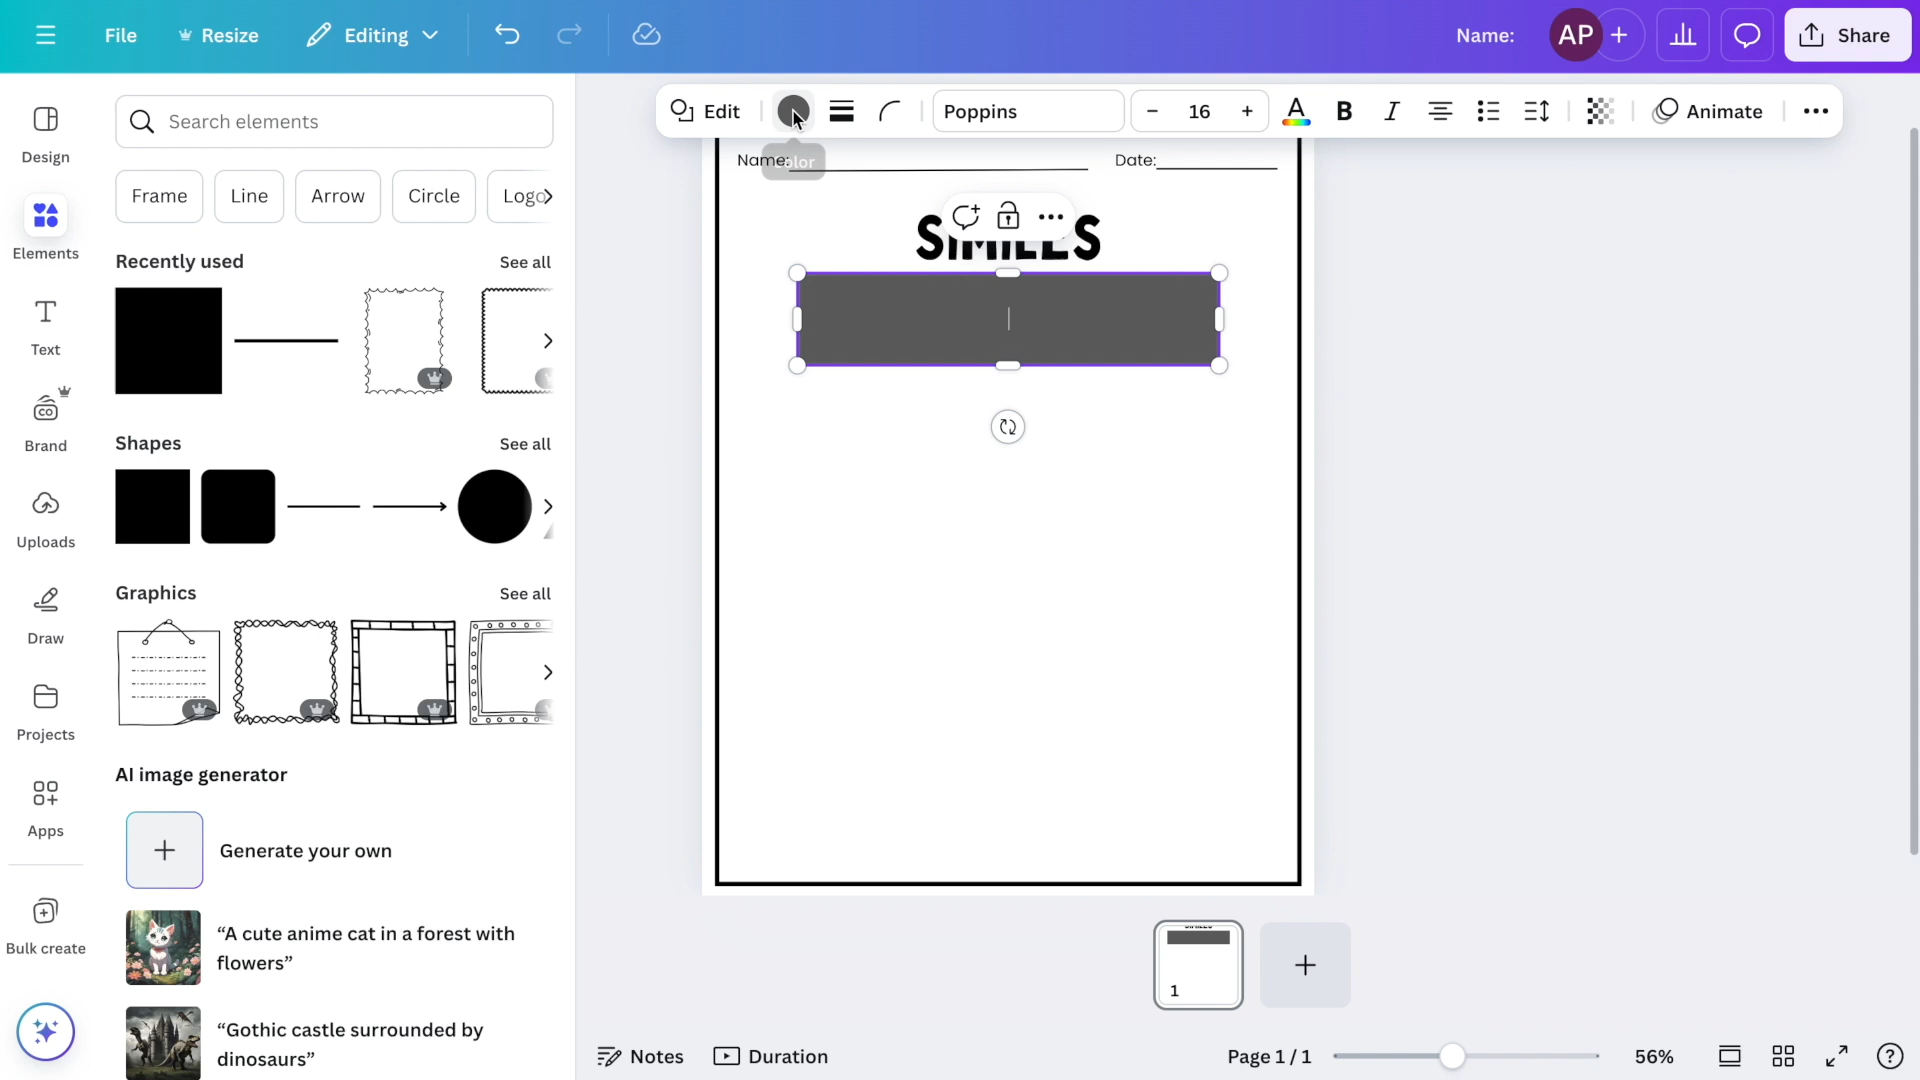 File
Resize
Editing
Name:
AP
Share
Design
Elements
Text
Brand
Uploads
Draw
Projects
Apps
Bulk create
Search elements
Frame
Line
Arrow
Circle
Logo
Recently used
See all
Shapes
See all
Graphics
See all
AI image generator
Generate your own
“A cute anime cat in a forest with
flowers”
“Gothic castle surrounded by
dinosaurs”
Edit
Poppins
16
Animate
Color
Name:
Date:
SIMILES
1
Notes
Duration
Page 1 / 1
56%